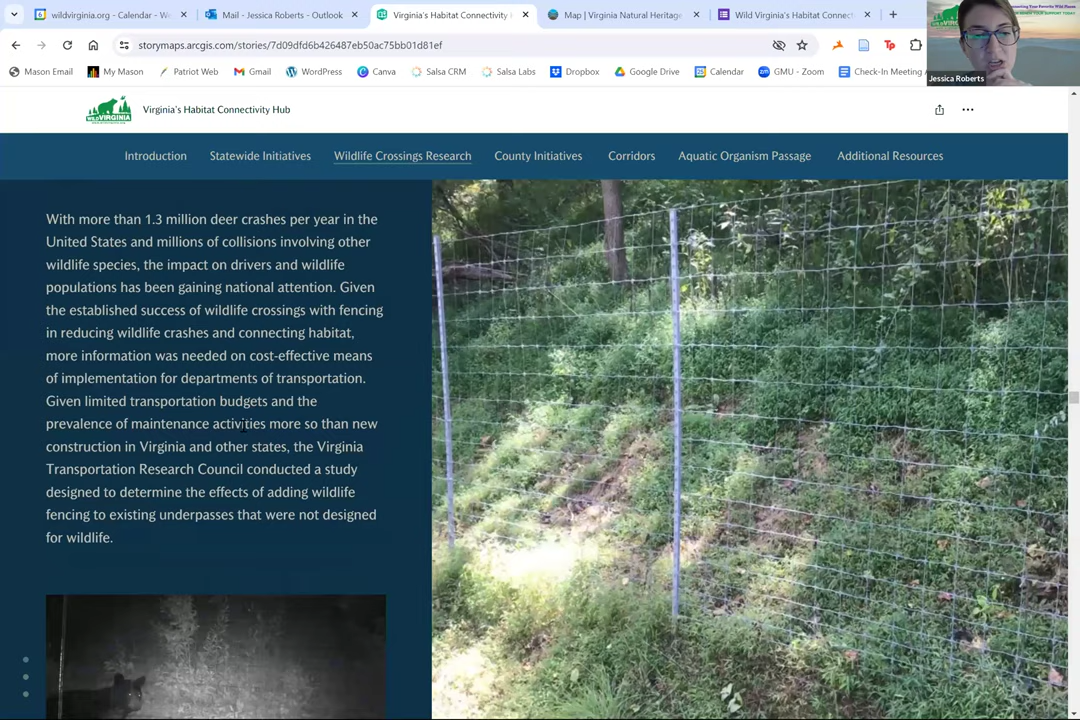 wildvirginia.org - Calendar - We
Mail - Jessica Roberts - Outlook
Virginia's Habitat Connectivity H
Map | Virginia Natural Heritage
Wild Virginia's Habitat Connect
storymaps.arcgis.com/stories/7d09dfd6b426487eb50ac75bb01d81ef
Mason Email
My Mason
Patriot Web
Gmail
WordPress
Canva
Salsa CRM
Salsa Labs
Dropbox
Google Drive
Calendar
GMU - Zoom
Check-In Meeting
Jessica Roberts
WILD VIRGINIA
Virginia's Habitat Connectivity Hub
Introduction
Statewide Initiatives
Wildlife Crossings Research
County Initiatives
Corridors
Aquatic Organism Passage
Additional Resources
With more than 1.3 million deer crashes per year in the
United States and millions of collisions involving other
wildlife species, the impact on drivers and wildlife
populations has been gaining national attention. Given
the established success of wildlife crossings with fencing
in reducing wildlife crashes and connecting habitat,
more information was needed on cost-effective means
of implementation for departments of transportation.
Given limited transportation budgets and the
prevalence of maintenance activities more so than new
construction in Virginia and other states, the Virginia
Transportation Research Council conducted a study
designed to determine the effects of adding wildlife
fencing to existing underpasses that were not designed
for wildlife.